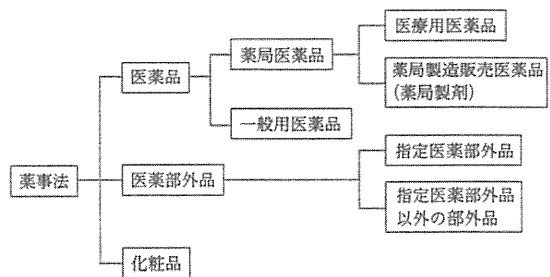 医療用医薬品
薬局医薬品
医薬品
薬局製造販売医薬品
(薬局製剤)
一般用医薬品
指定医薬部外品
薬事法
医薬部外品
指定医薬部外品
以外の部外品
化粧品